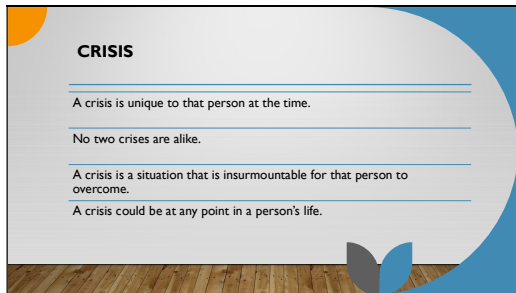 CRISIS
A crisis is unique to that person at the time.
No two crises are alike.
A crisis is a situation that is insurmountable for that person to
overcome.
A crisis could be at any point in a person's life.